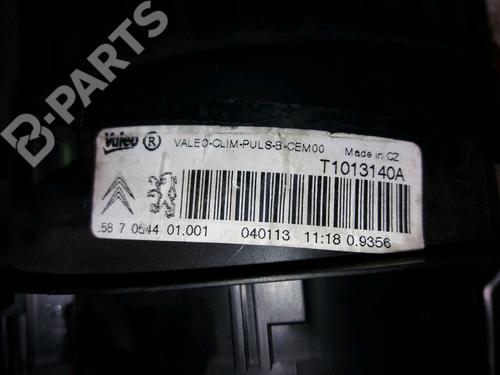 B-PARTS
Valeo ® VALEO-CLIM-PULS-B-CEM00 Made in CZ
T1013140A
58 7 0544 01.001 040113 11:18 0.9356